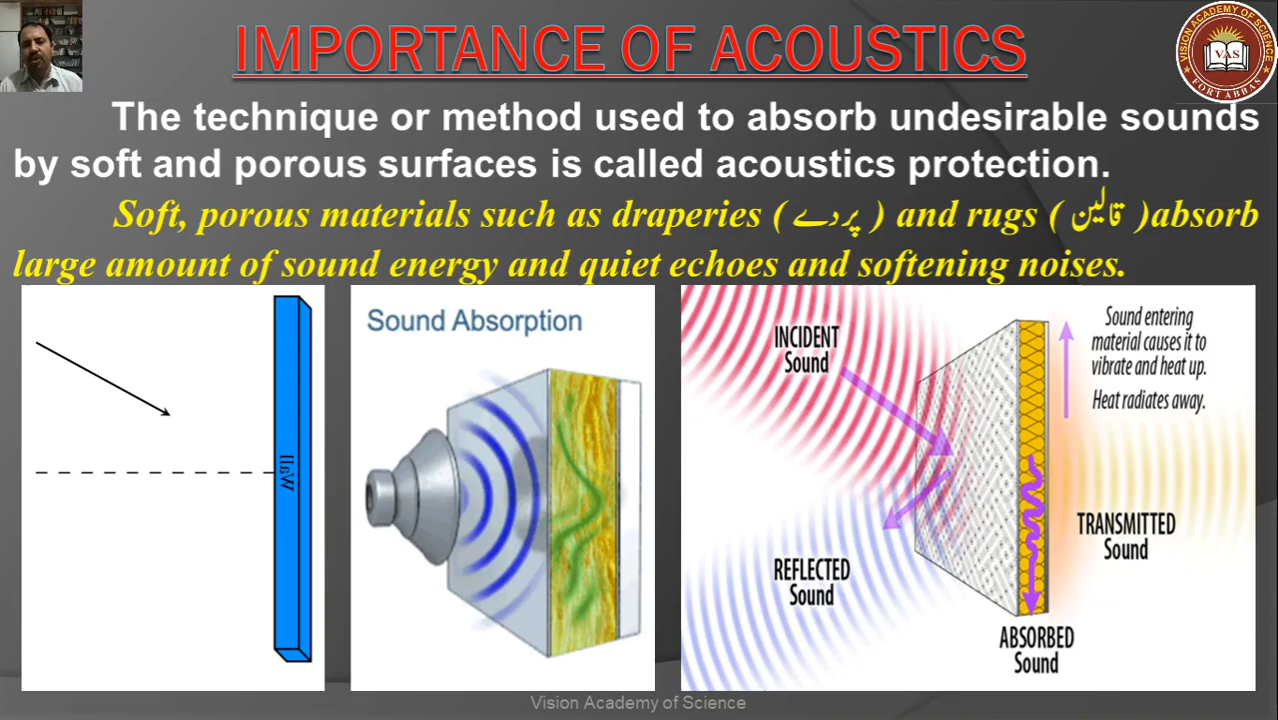 IMPORTANCE OF ACOUSTICS
VISION ACADEMY OF SCIENCE
VAS
FORT ABBAS
The technique or method used to absorb undesirable sounds
by soft and porous surfaces is called acoustics protection.
Soft, porous materials such as draperies ( پردے ) and rugs ( قالین )absorb
large amount of sound energy and quiet echoes and softening noises.
Wall
Sound Absorption
INCIDENT
Sound
Sound entering
material causes it to
vibrate and heat up.
Heat radiates away.
REFLECTED
Sound
TRANSMITTED
Sound
ABSORBED
Sound
Vision Academy of Science